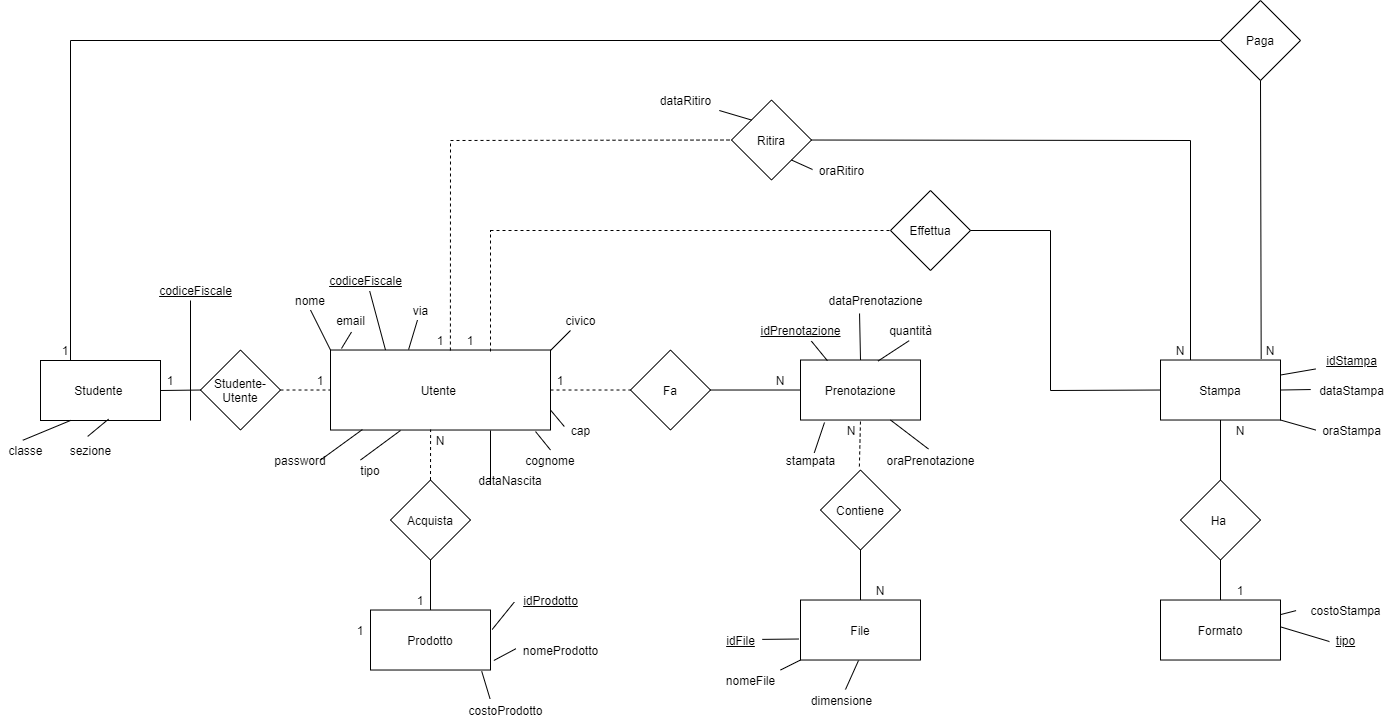 Paga
dataRitiro
Ritira
oraRitiro
Effettua
codiceFiscale
codiceFiscale
nome
email
via
civico
dataPrenotazione
idPrenotazione
quantità
1
1
1
N
N
idStampa
Studente
1
Studente-
Utente
1
Utente
1
Fa
N
Prenotazione
Stampa
dataStampa
classe
sezione
password
tipo
N
dataNascita
cognome
cap
stampata
N
oraPrenotazione
N
oraStampa
Acquista
Contiene
Ha
1
1
Prodotto
idProdotto
nomeProdotto
costoProdotto
N
File
idFile
nomeFile
dimensione
1
Formato
costoStampa
tipo